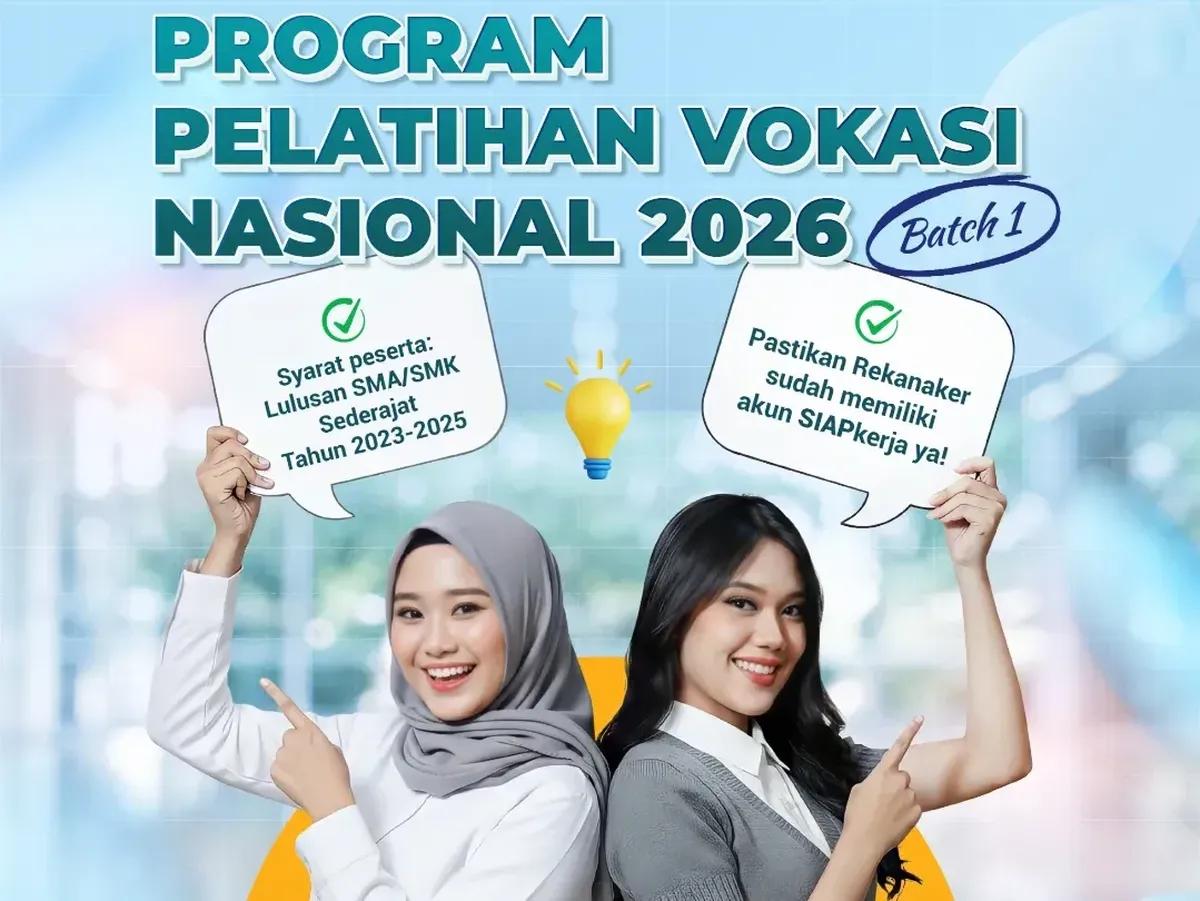 PROGRAM
PELATIHAN VOKASI
NASIONAL 2026
Batch 1
Syarat peserta:
Lulusan SMA/SMK
Sederajat
Tahun 2023-2025
Pastikan Rekanaker
sudah memiliki
akun SIAPkerja ya!